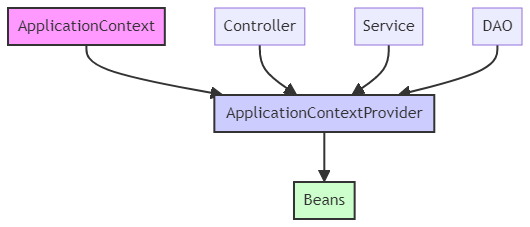 ApplicationContext
Controller
Service
DAO
ApplicationContextProvider
Beans